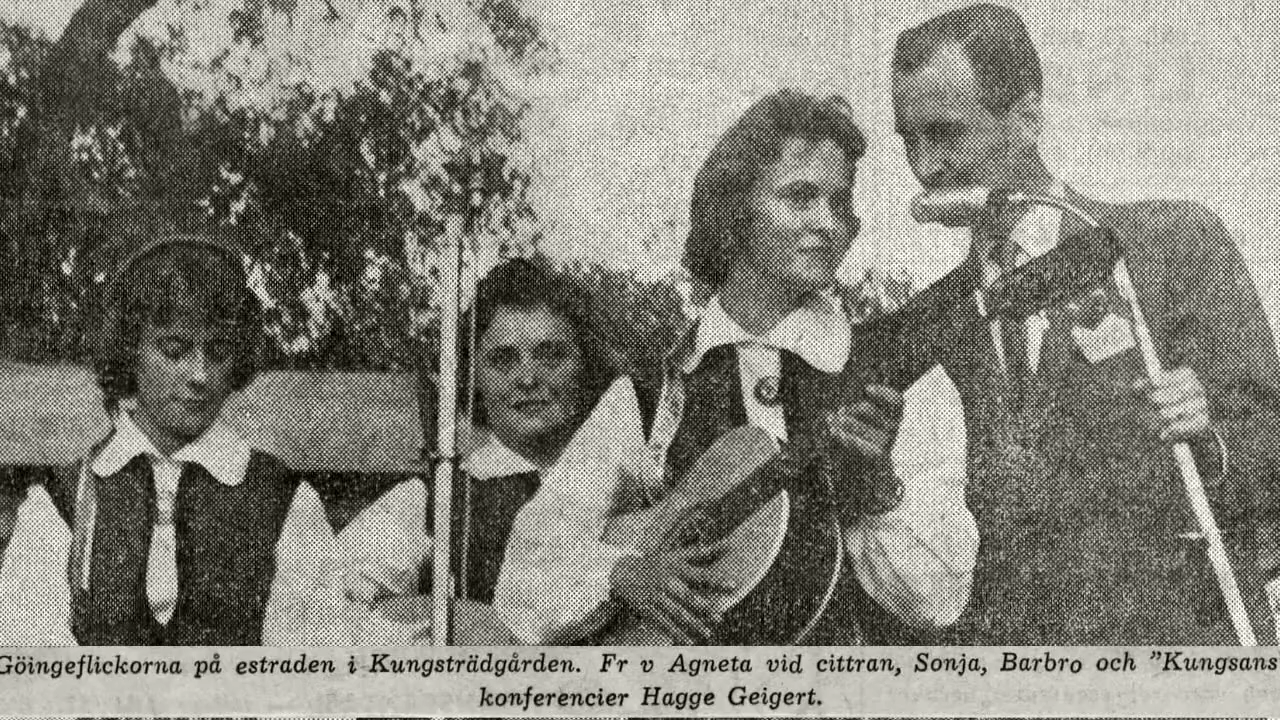 Göingeflickorna på estraden i Kungsträdgården. Fr v Agneta vid cittran, Sonja, Barbro och ”Kungsans”
konferencier Hagge Geigert.